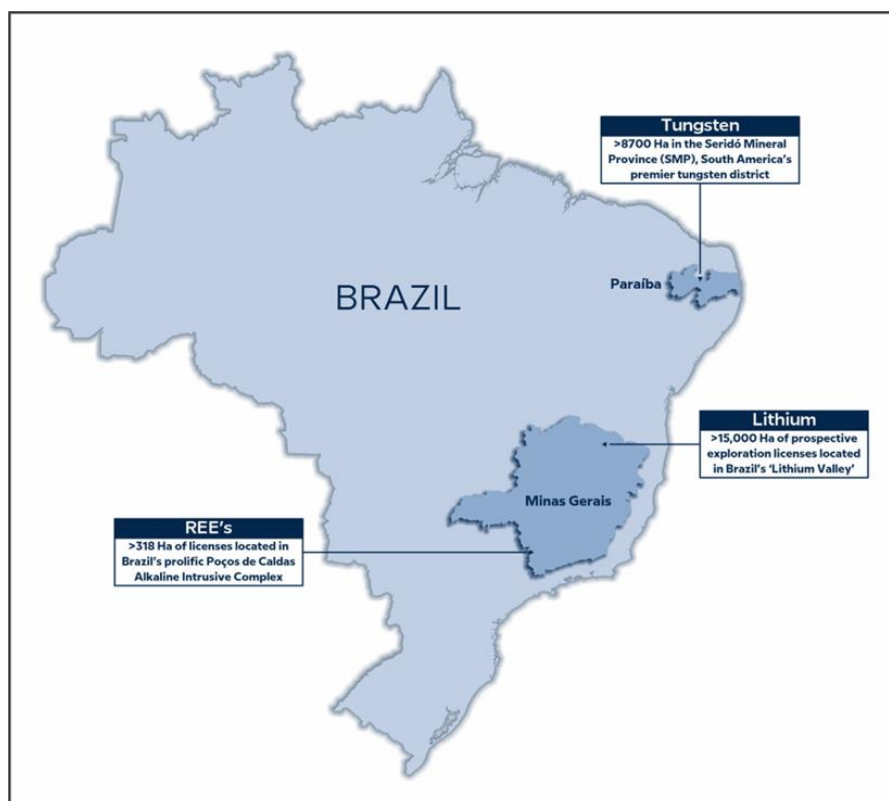 Tungsten
>8700 Ha in the Seridó Mineral
Province (SMP), South America's
premier tungsten district
Paraíba
BRAZIL
Lithium
>15,000 Ha of prospective
exploration licenses located
in Brazil's ‘Lithium Valley’
Minas Gerais
REE's
>318 Ha of licenses located in
Brazil's prolific Poços de Caldas
Alkaline Intrusive Complex